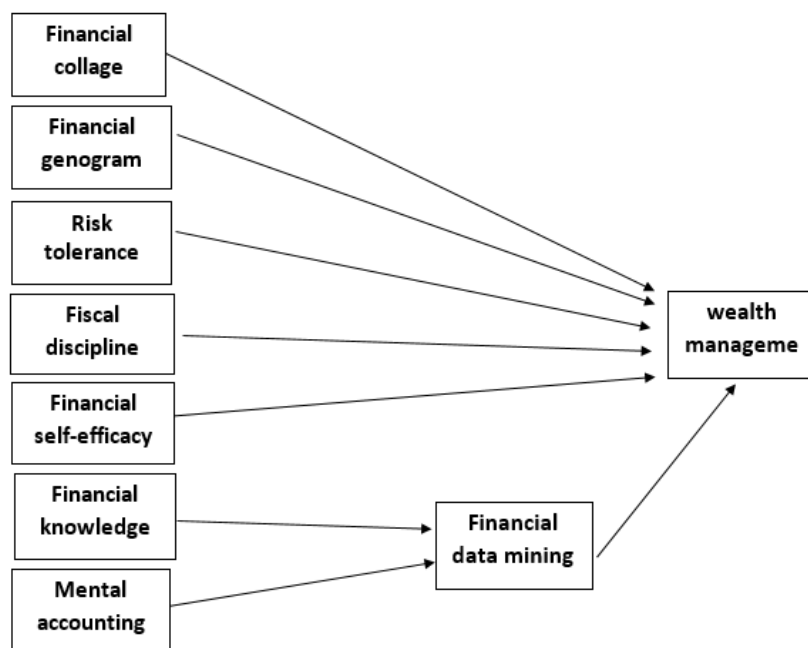 Financial
collage
Financial
genogram
Risk
tolerance
Fiscal
discipline
Financial
self-efficacy
Financial
knowledge
Mental
accounting
Financial
data mining
wealth
manageme